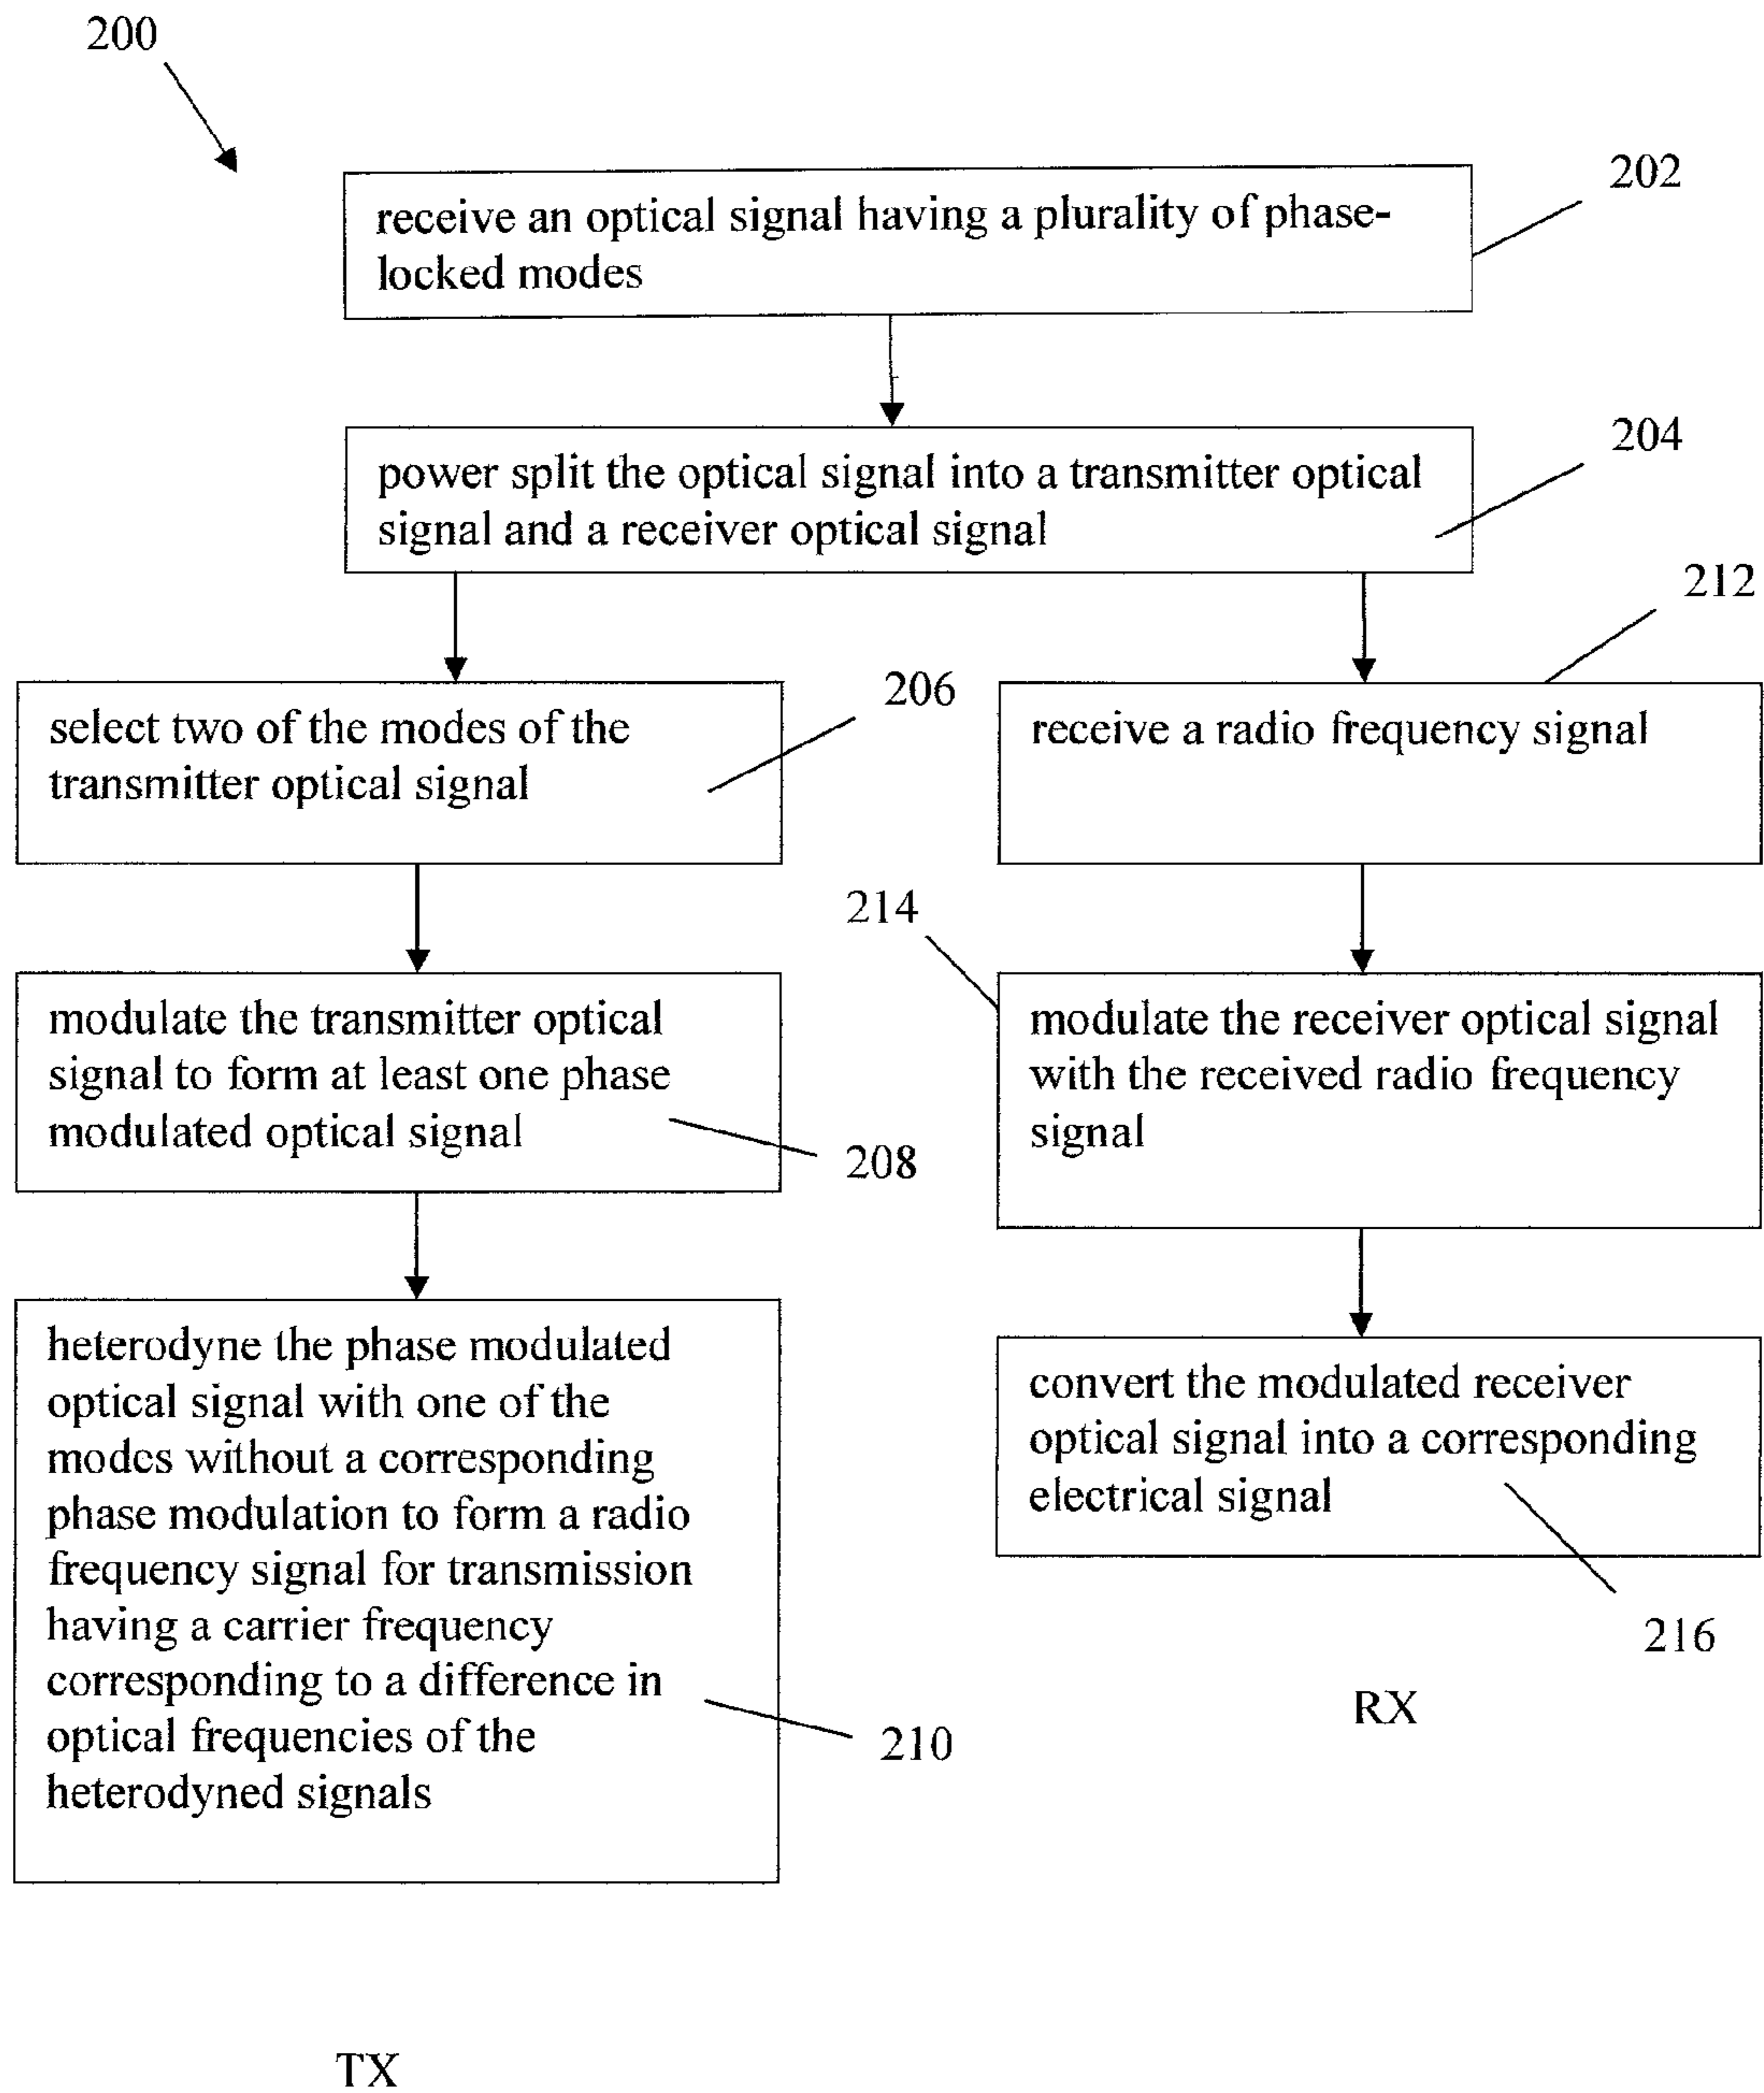 200
202
receive an optical signal having a plurality of phase-
locked modes
204
power split the optical signal into a transmitter optical
signal and a receiver optical signal
206
select two of the modes of the
transmitter optical signal
212
receive a radio frequency signal
208
modulate the transmitter optical
signal to form at least one phase
modulated optical signal
214
modulate the receiver optical signal
with the received radio frequency
signal
210
heterodyne the phase modulated
optical signal with one of the
modes without a corresponding
phase modulation to form a radio
frequency signal for transmission
having a carrier frequency
corresponding to a difference in
optical frequencies of the
heterodyned signals
convert the modulated receiver
optical signal into a corresponding
electrical signal
216
RX
TX